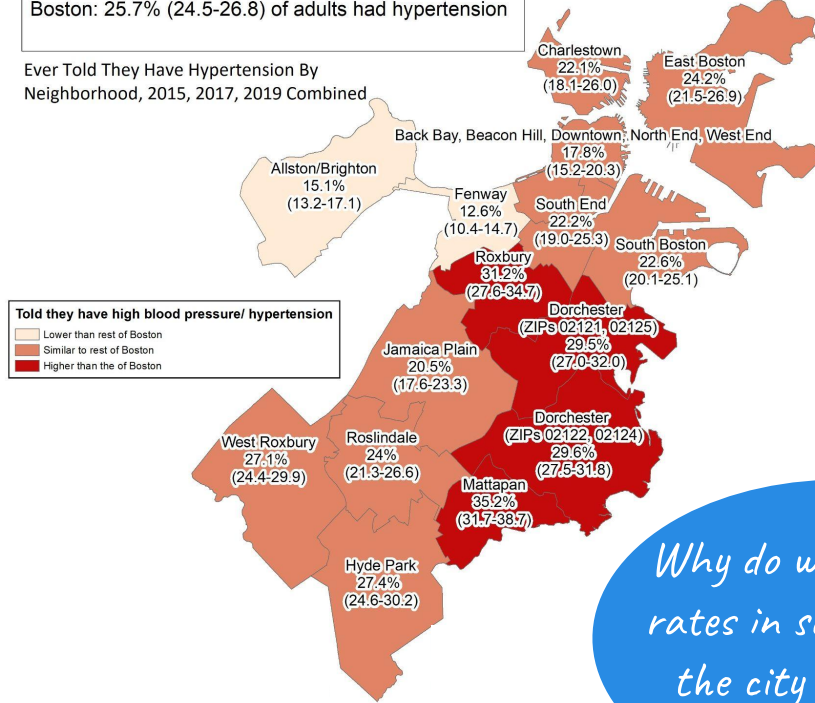 Boston: 25.7% (24.5-26.8) of adults had hypertension
Ever Told They Have Hypertension By
Neighborhood, 2015, 2017, 2019 Combined
Charlestown
22.1%
(18.1-26.0)
East Boston
24.2%
(21.5-26.9)
Back Bay, Beacon Hill, Downtown, North End, West End
17.8%
(15.2-20.3)
Allston/Brighton
15.1%
(13.2-17.1)
Fenway
12.6%
(10.4-14.7)
South End
22.2%
(19.0-25.3)
South Boston
22.6%
(20.1-25.1)
Roxbury
31.2%
(27.6-34.7)
Told they have high blood pressure/ hypertension
Lower than rest of Boston
Similar to rest of Boston
Higher than the of Boston
Dorchester
(ZIPs 02121, 02125)
29.5%
(27.0-32.0)
Jamaica Plain
20.5%
(17.6-23.3)
Dorchester
(ZIPs 02122, 02124)
29.6%
(27.5-31.8)
West Roxbury
27.1%
(24.4-29.9)
Roslindale
24%
(21.3-26.6)
Mattapan
35.2%
(31.7-38.7)
Hyde Park
27.4%
(24.6-30.2)
Why do
rates in
the city